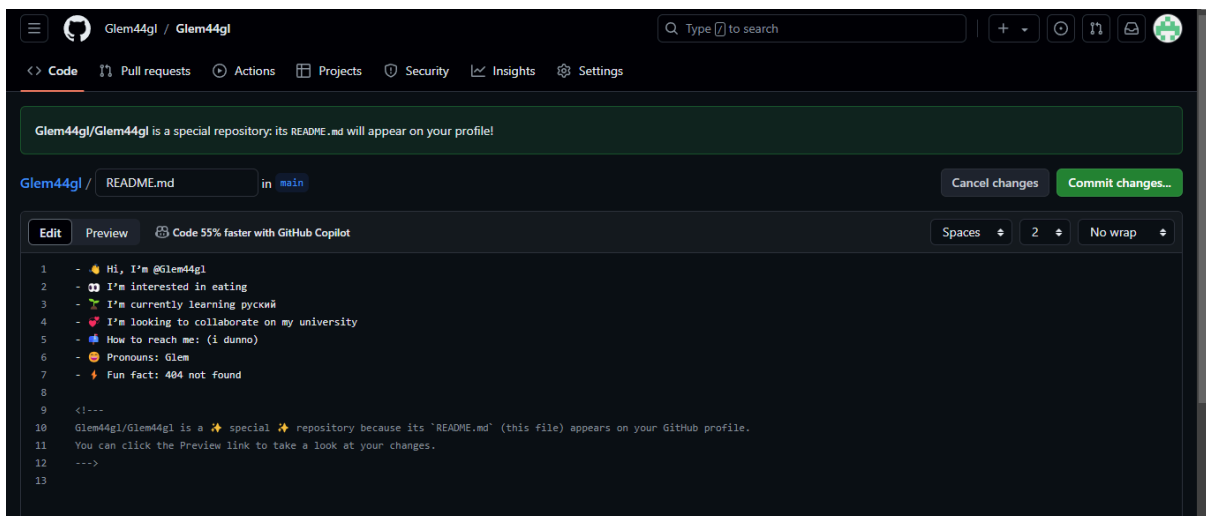 Glem44gl / Glem44gl
Type / to search
<> Code Pull requests Actions Projects Security Insights Settings
Glem44gl/Glem44gl is a special repository: its README.md will appear on your profile!
Glem44gl / README.md in main Cancel changes Commit changes...
Edit Preview Code 55% faster with GitHub Copilot Spaces 2 No wrap
1 - 👋 Hi, I’m @Glem44gl
2 - 👀 I’m interested in eating
3 - 🌱 I’m currently learning руский
4 - 💞️ I’m looking to collaborate on my university
5 - 📫 How to reach me: (i dunno)
6 - 😄 Pronouns: Glem
7 - ⚡ Fun fact: 404 not found
8
9 <!---
10 Glem44gl/Glem44gl is a ✨ special ✨ repository because its `README.md` (this file) appears on your GitHub profile.
11 You can click the Preview link to take a look at your changes.
12 --->
13